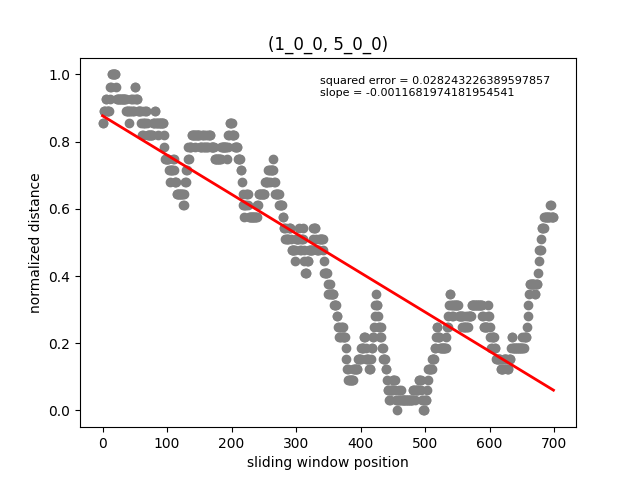 (1_0_0, 5_0_0)
squared error = 0.028243226389597857
slope = -0.0011681974181954541
normalized distance
1.0
0.8
0.6
0.4
0.2
0.0
0 100 200 300 400 500 600 700
sliding window position